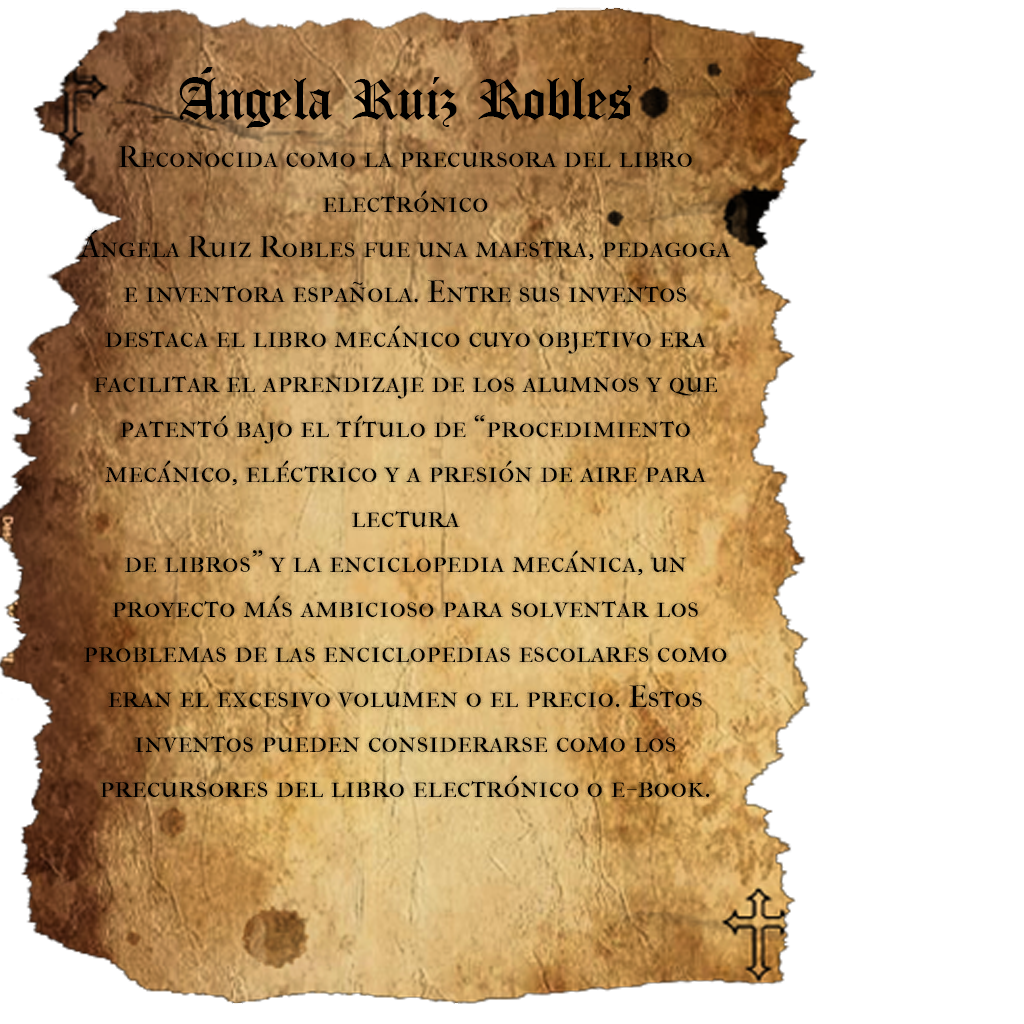 Ángela Ruiz Robles
Reconocida como la precursora del libro
electrónico
Ángela Ruiz Robles fue una maestra, pedagoga
e inventora española. Entre sus inventos
destaca el libro mecánico cuyo objetivo era
facilitar el aprendizaje de los alumnos y que
patentó bajo el título de “procedimiento
mecánico, eléctrico y a presión de aire para
lectura
de libros” y la enciclopedia mecánica, un
proyecto más ambicioso para solventar los
problemas de las enciclopedias escolares como
eran el excesivo volumen o el precio. Estos
inventos pueden considerarse como los
precursores del libro electrónico o e-book.